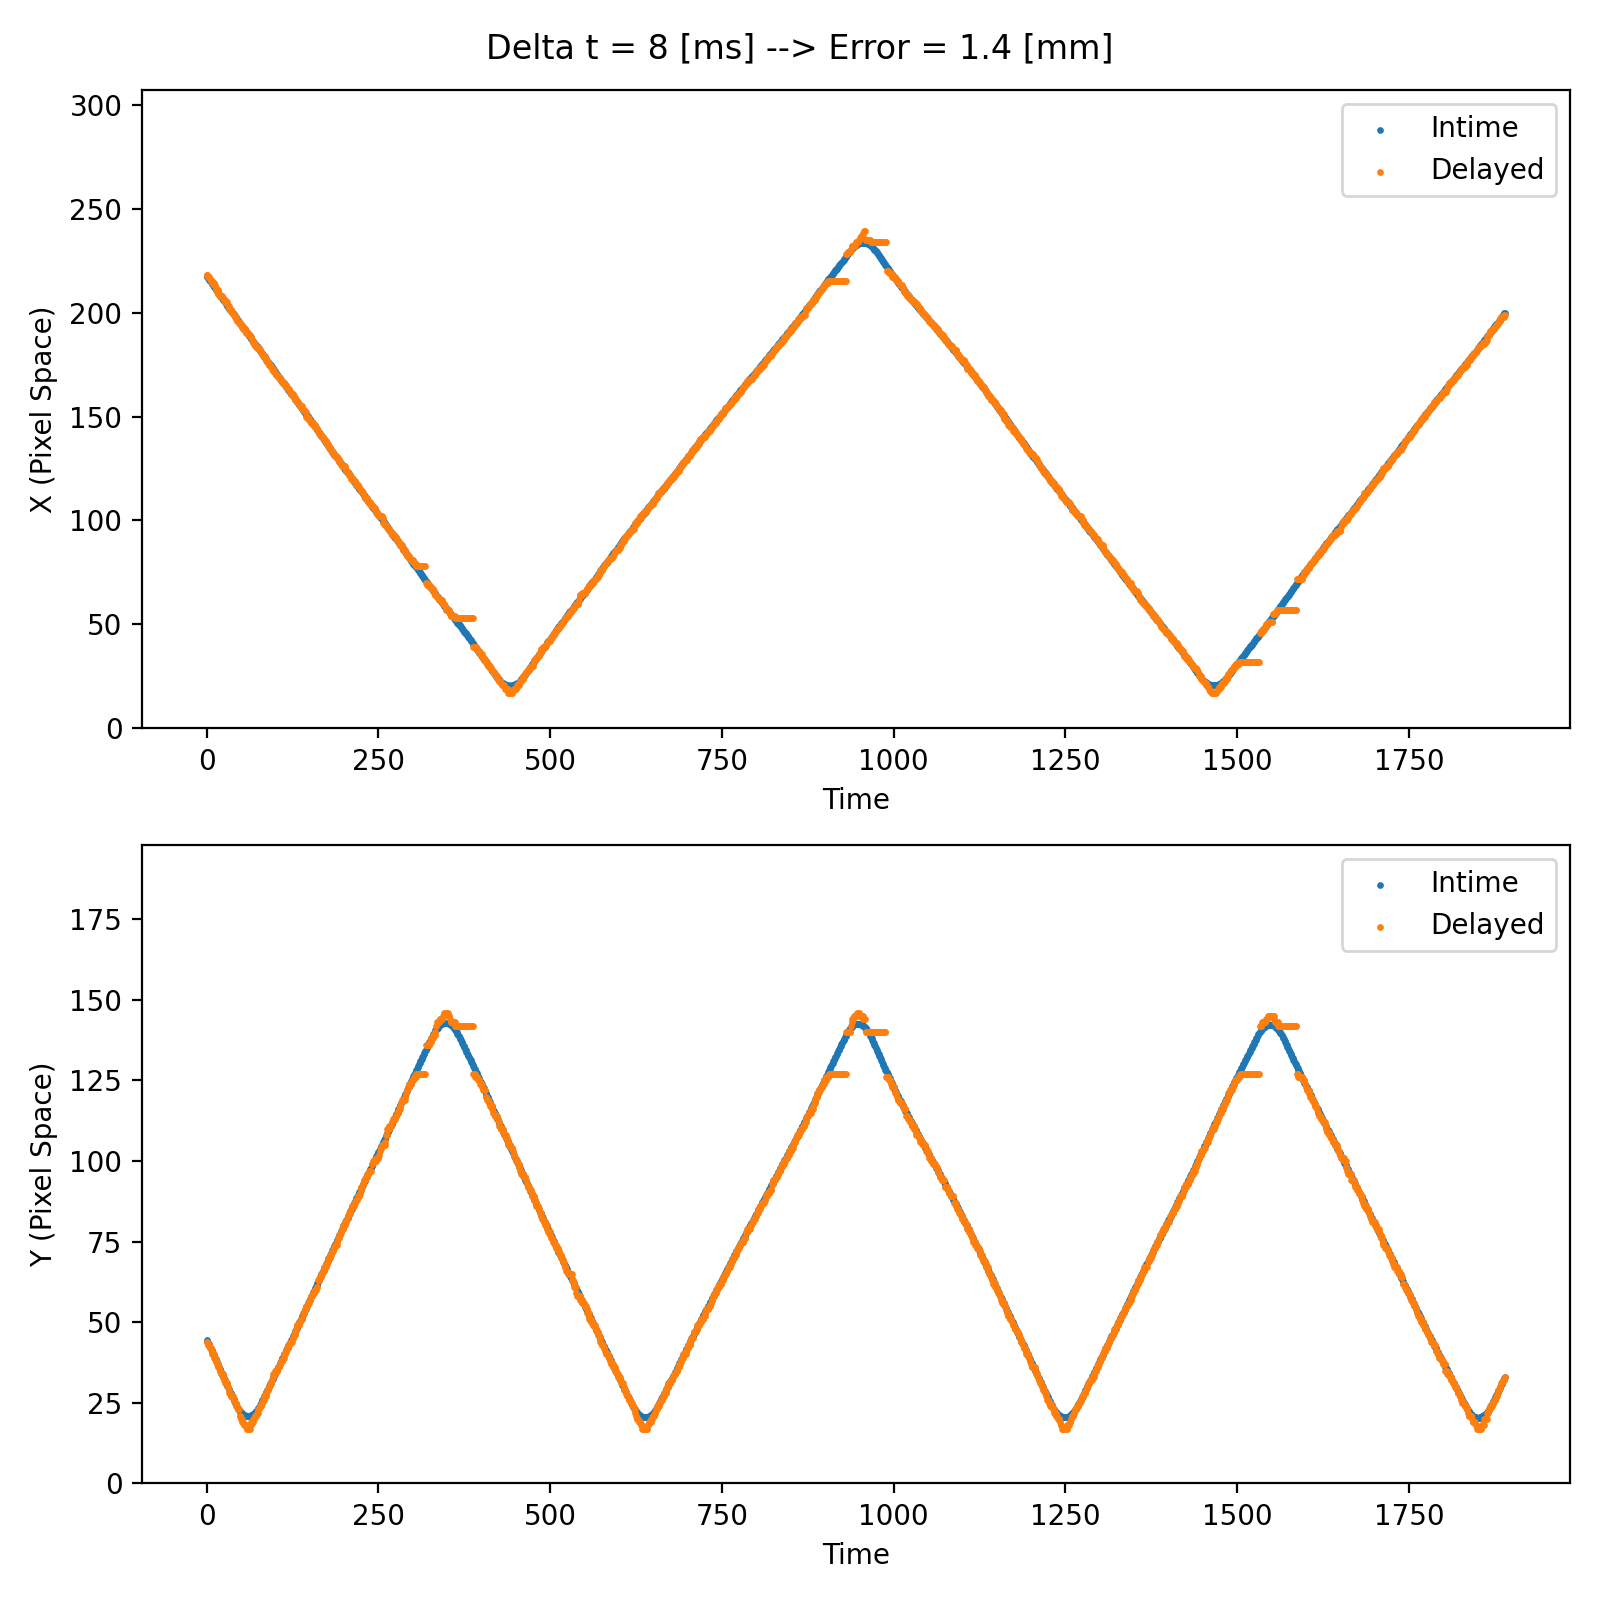 Delta t = 8 [ms] --> Error = 1.4 [mm]
300
250
200
150
100
50
0
X (Pixel Space)
Intime
Delayed
0 250 500 750 1000 1250 1500 1750
Time
175
150
125
100
75
50
25
0
Y (Pixel Space)
Intime
Delayed
0 250 500 750 1000 1250 1500 1750
Time